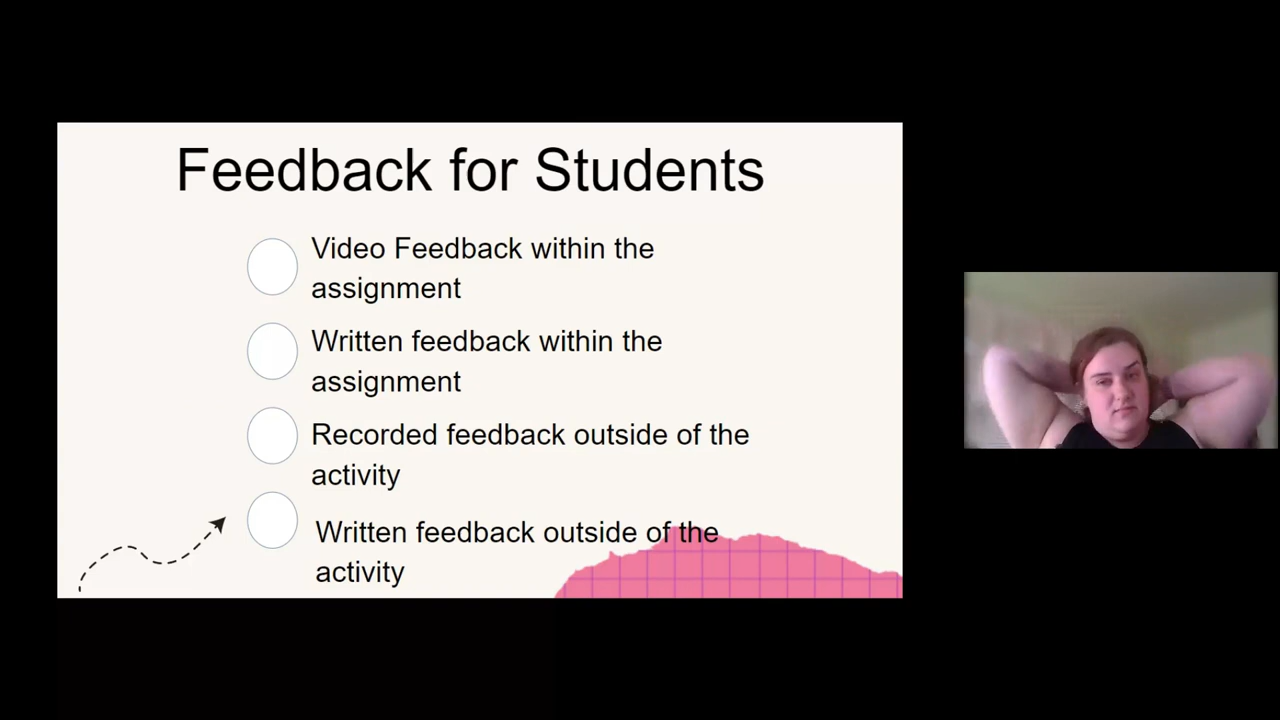 Feedback for Students
Video Feedback within the
assignment
Written feedback within the
assignment
Recorded feedback outside of the
activity
Written feedback outside of the
activity